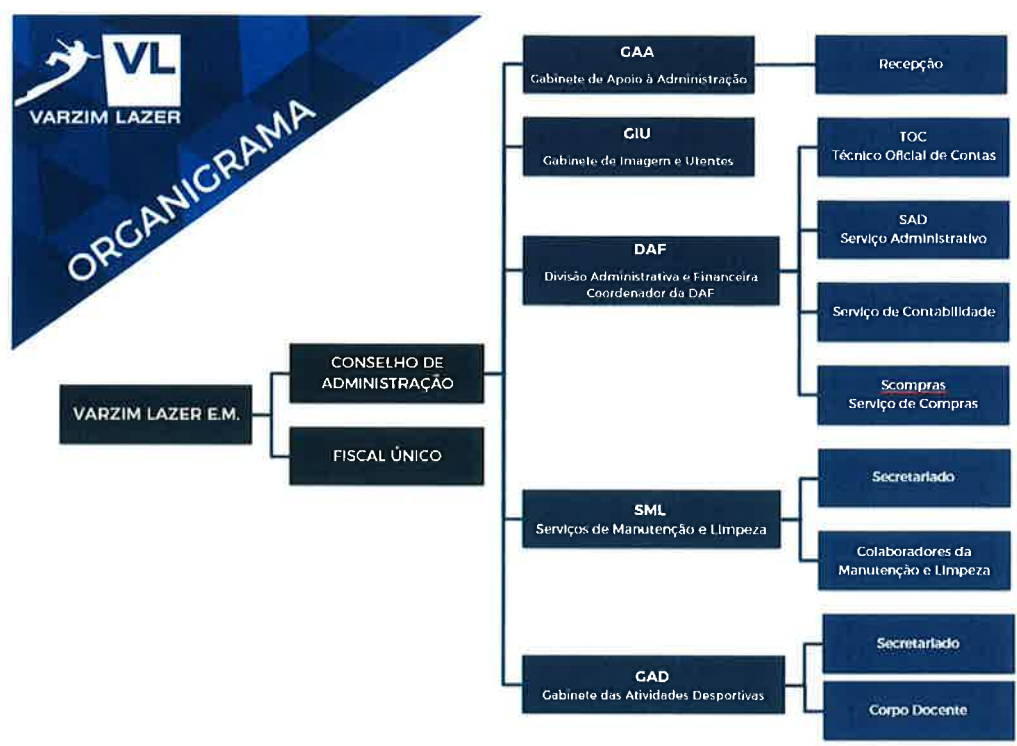 VL
VARZIM LAZER
ORGANIGRAMA
VARZIM LAZER E.M.
CONSELHO DE
ADMINISTRAÇÃO
FISCAL ÚNICO
GAA
Gabinete de Apoio à Administração
Recepção
GIU
Gabinete de Imagem e Utentes
DAF
Divisão Administrativa e Financeira
Coordenador da DAF
TOC
Técnico Oficial de Contas
SAD
Serviço Administrativo
Serviço de Contabilidade
Scompras
Serviço de Compras
SML
Serviços de Manutenção e Limpeza
Secretariado
Colaboradores da
Manutenção e Limpeza
GAD
Gabinete das Atividades Desportivas
Secretariado
Corpo Docente